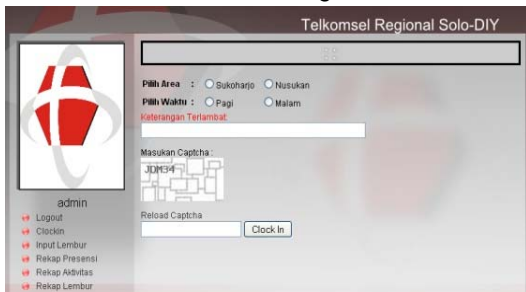 Telkomsel Regional Solo-DIY
Pilih Area : Sukoharjo Nusukan
Pilih Waktu : Pagi Malam
Keterangan Terlambat
Masukan Captcha :
JDM34
Reload Captcha
Clock In
admin
Logout
Clockin
Input Lembur
Rekap Presensi
Rekap Aktivitas
Rekap Lembur